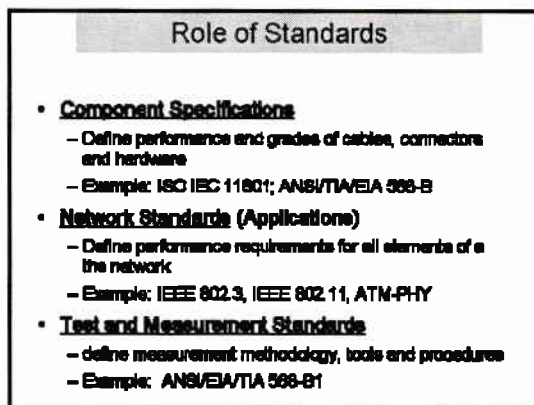 Role of Standards
• Component Specifications
– Define performance and grades of cables, connectors
and hardware
– Example: ISO IEC 11801; ANSI/TIA/EIA 568-B
• Network Standards (Applications)
– Define performance requirements for all elements of a
the network
– Example: IEEE 802.3, IEEE 802.11, ATM-PHY
• Test and Measurement Standards
– define measurement methodology, tools and procedures
– Example: ANSI/EIA/TIA 568-B1